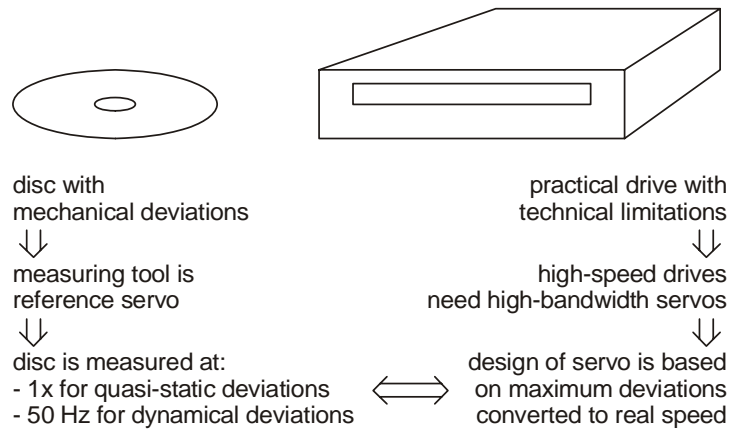 disc with
mechanical deviations
measuring tool is
reference servo
disc is measured at:
- 1x for quasi-static deviations
- 50 Hz for dynamical deviations
practical drive with
technical limitations
high-speed drives
need high-bandwidth servos
design of servo is based
on maximum deviations
converted to real speed